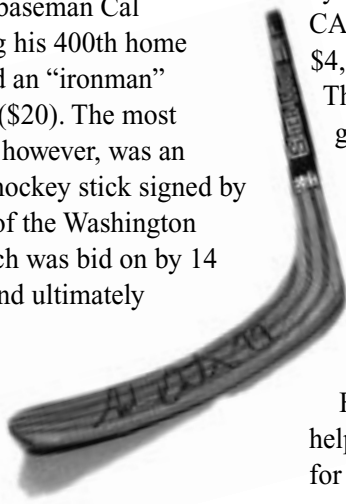 baseman Cal
g his 400th home
d an “ironman”
($20). The most
however, was an
hockey stick signed by
of the Washington
ch was bid on by 14
nd ultimately
y
CA
$4,
Th
g
help
for